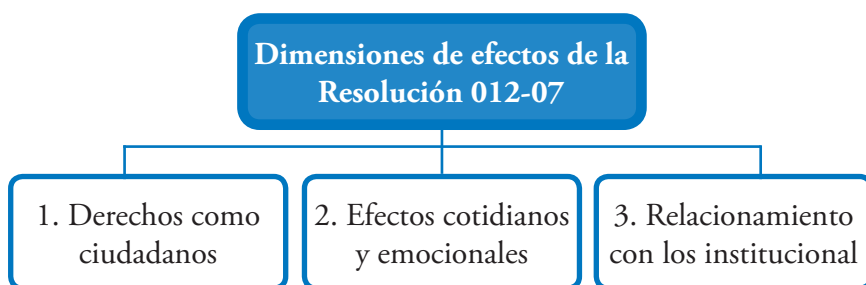 Dimensiones de efectos de la
Resolución 012-07
1. Derechos como
ciudadanos
2. Efectos cotidianos
y emocionales
3. Relacionamiento
con los institucional